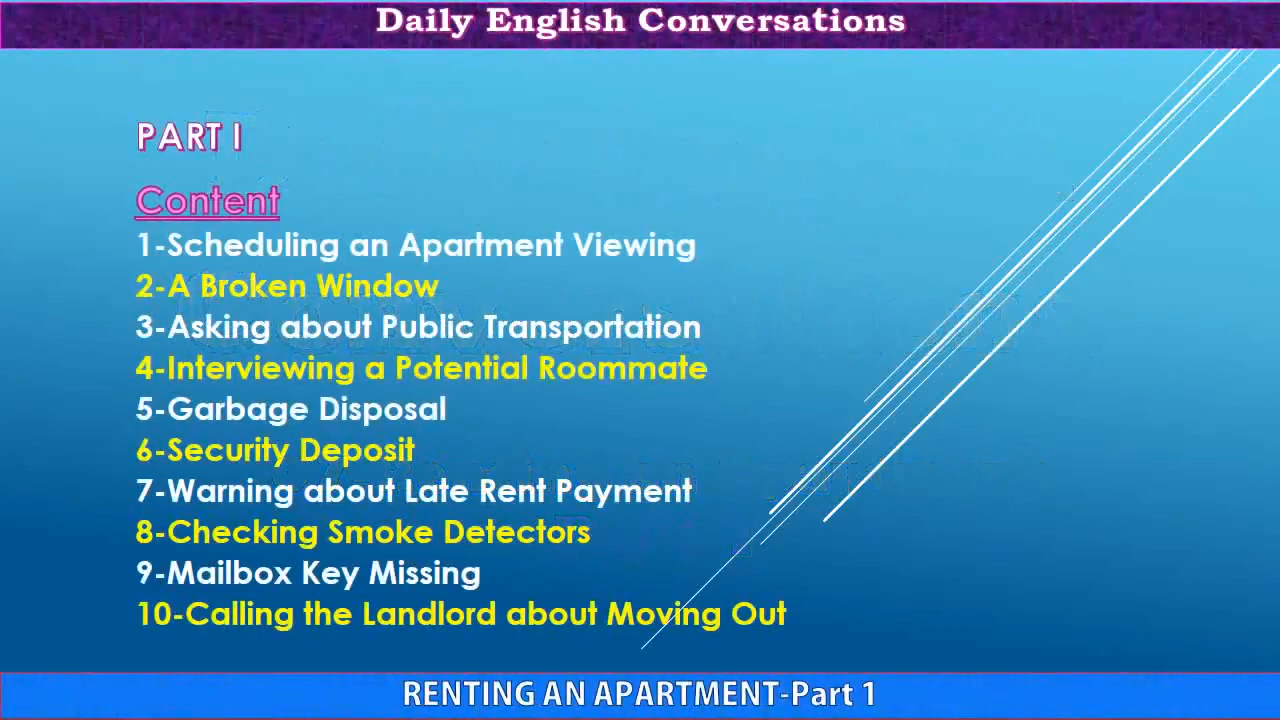 Daily English Conversations
PART I
Content
1-Scheduling an Apartment Viewing
2-A Broken Window
3-Asking about Public Transportation
4-Interviewing a Potential Roommate
5-Garbage Disposal
6-Security Deposit
7-Warning about Late Rent Payment
8-Checking Smoke Detectors
9-Mailbox Key Missing
10-Calling the Landlord about Moving Out
RENTING AN APARTMENT-Part 1